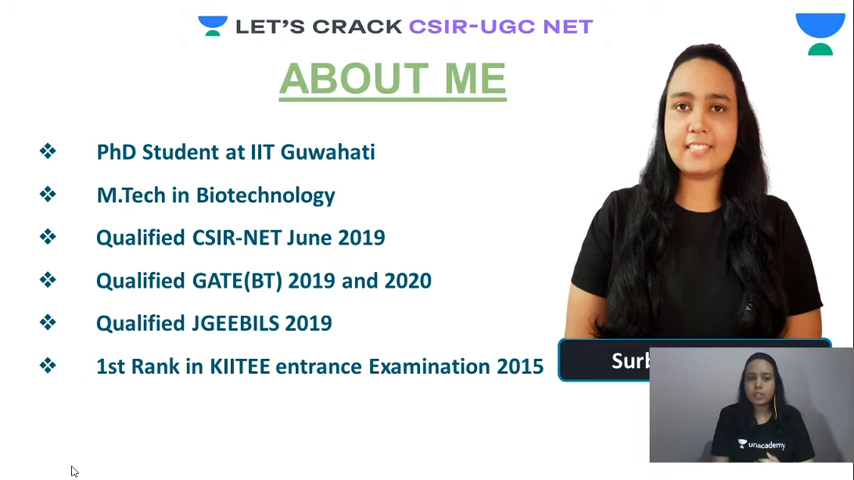 LET'S CRACK CSIR-UGC NET
ABOUT ME
PhD Student at IIT Guwahati
M.Tech in Biotechnology
Qualified CSIR-NET June 2019
Qualified GATE(BT) 2019 and 2020
Qualified JGEEBILS 2019
1st Rank in KIITEE entrance Examination 2015
unacademy